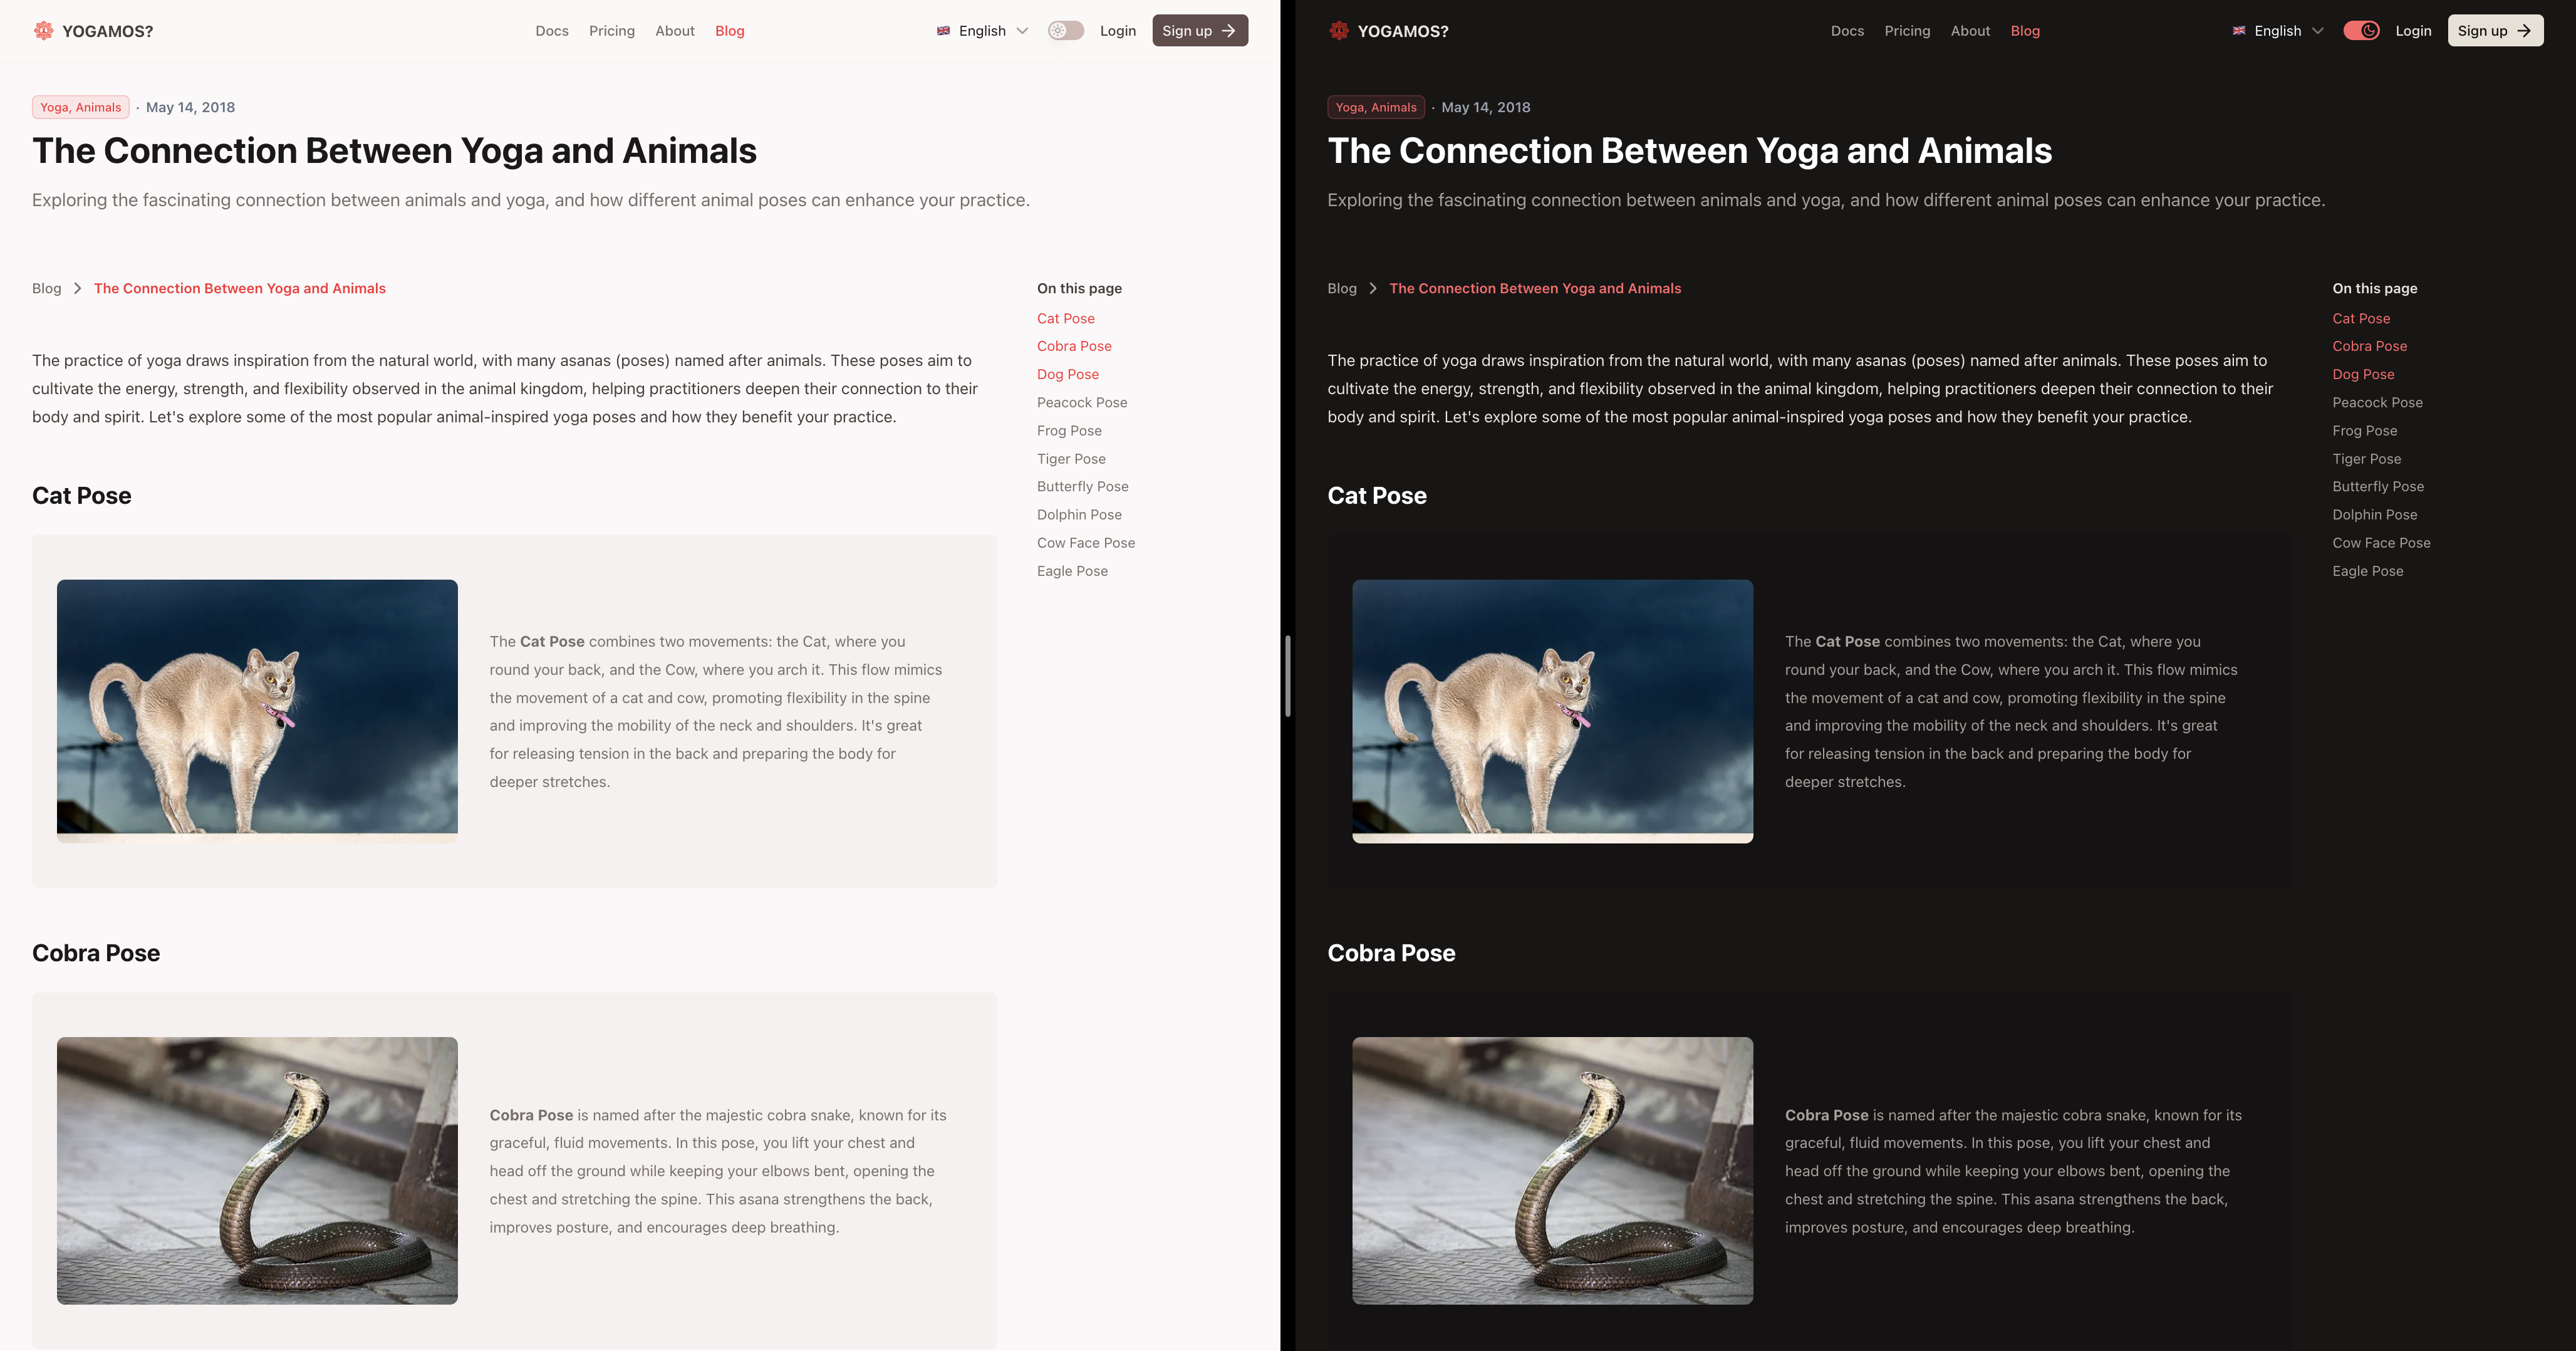 YOGAMOS?
Docs Pricing About Blog
English
Login
Sign up
Yoga, Animals · May 14, 2018
The Connection Between Yoga and Animals
Exploring the fascinating connection between animals and yoga, and how different animal poses can enhance your practice.
Blog > The Connection Between Yoga and Animals
The practice of yoga draws inspiration from the natural world, with many asanas (poses) named after animals. These poses aim to
cultivate the energy, strength, and flexibility observed in the animal kingdom, helping practitioners deepen their connection to their
body and spirit. Let's explore some of the most popular animal-inspired yoga poses and how they benefit your practice.
Cat Pose
The Cat Pose combines two movements: the Cat, where you
round your back, and the Cow, where you arch it. This flow mimics
the movement of a cat and cow, promoting flexibility in the spine
and improving the mobility of the neck and shoulders. It's great
for releasing tension in the back and preparing the body for
deeper stretches.
Cobra Pose
Cobra Pose is named after the majestic cobra snake, known for its
graceful, fluid movements. In this pose, you lift your chest and
head off the ground while keeping your elbows bent, opening the
chest and stretching the spine. This asana strengthens the back,
improves posture, and encourages deep breathing.
On this page
Cat Pose
Cobra Pose
Dog Pose
Peacock Pose
Frog Pose
Tiger Pose
Butterfly Pose
Dolphin Pose
Cow Face Pose
Eagle Pose
YOGAMOS?
Docs Pricing About Blog
English
Login
Sign up
Yoga, Animals · May 14, 2018
The Connection Between Yoga and Animals
Exploring the fascinating connection between animals and yoga, and how different animal poses can enhance your practice.
Blog > The Connection Between Yoga and Animals
The practice of yoga draws inspiration from the natural world, with many asanas (poses) named after animals. These poses aim to
cultivate the energy, strength, and flexibility observed in the animal kingdom, helping practitioners deepen their connection to their
body and spirit. Let's explore some of the most popular animal-inspired yoga poses and how they benefit your practice.
Cat Pose
The Cat Pose combines two movements: the Cat, where you
round your back, and the Cow, where you arch it. This flow mimics
the movement of a cat and cow, promoting flexibility in the spine
and improving the mobility of the neck and shoulders. It's great
for releasing tension in the back and preparing the body for
deeper stretches.
Cobra Pose
Cobra Pose is named after the majestic cobra snake, known for its
graceful, fluid movements. In this pose, you lift your chest and
head off the ground while keeping your elbows bent, opening the
chest and stretching the spine. This asana strengthens the back,
improves posture, and encourages deep breathing.
On this page
Cat Pose
Cobra Pose
Dog Pose
Peacock Pose
Frog Pose
Tiger Pose
Butterfly Pose
Dolphin Pose
Cow Face Pose
Eagle Pose